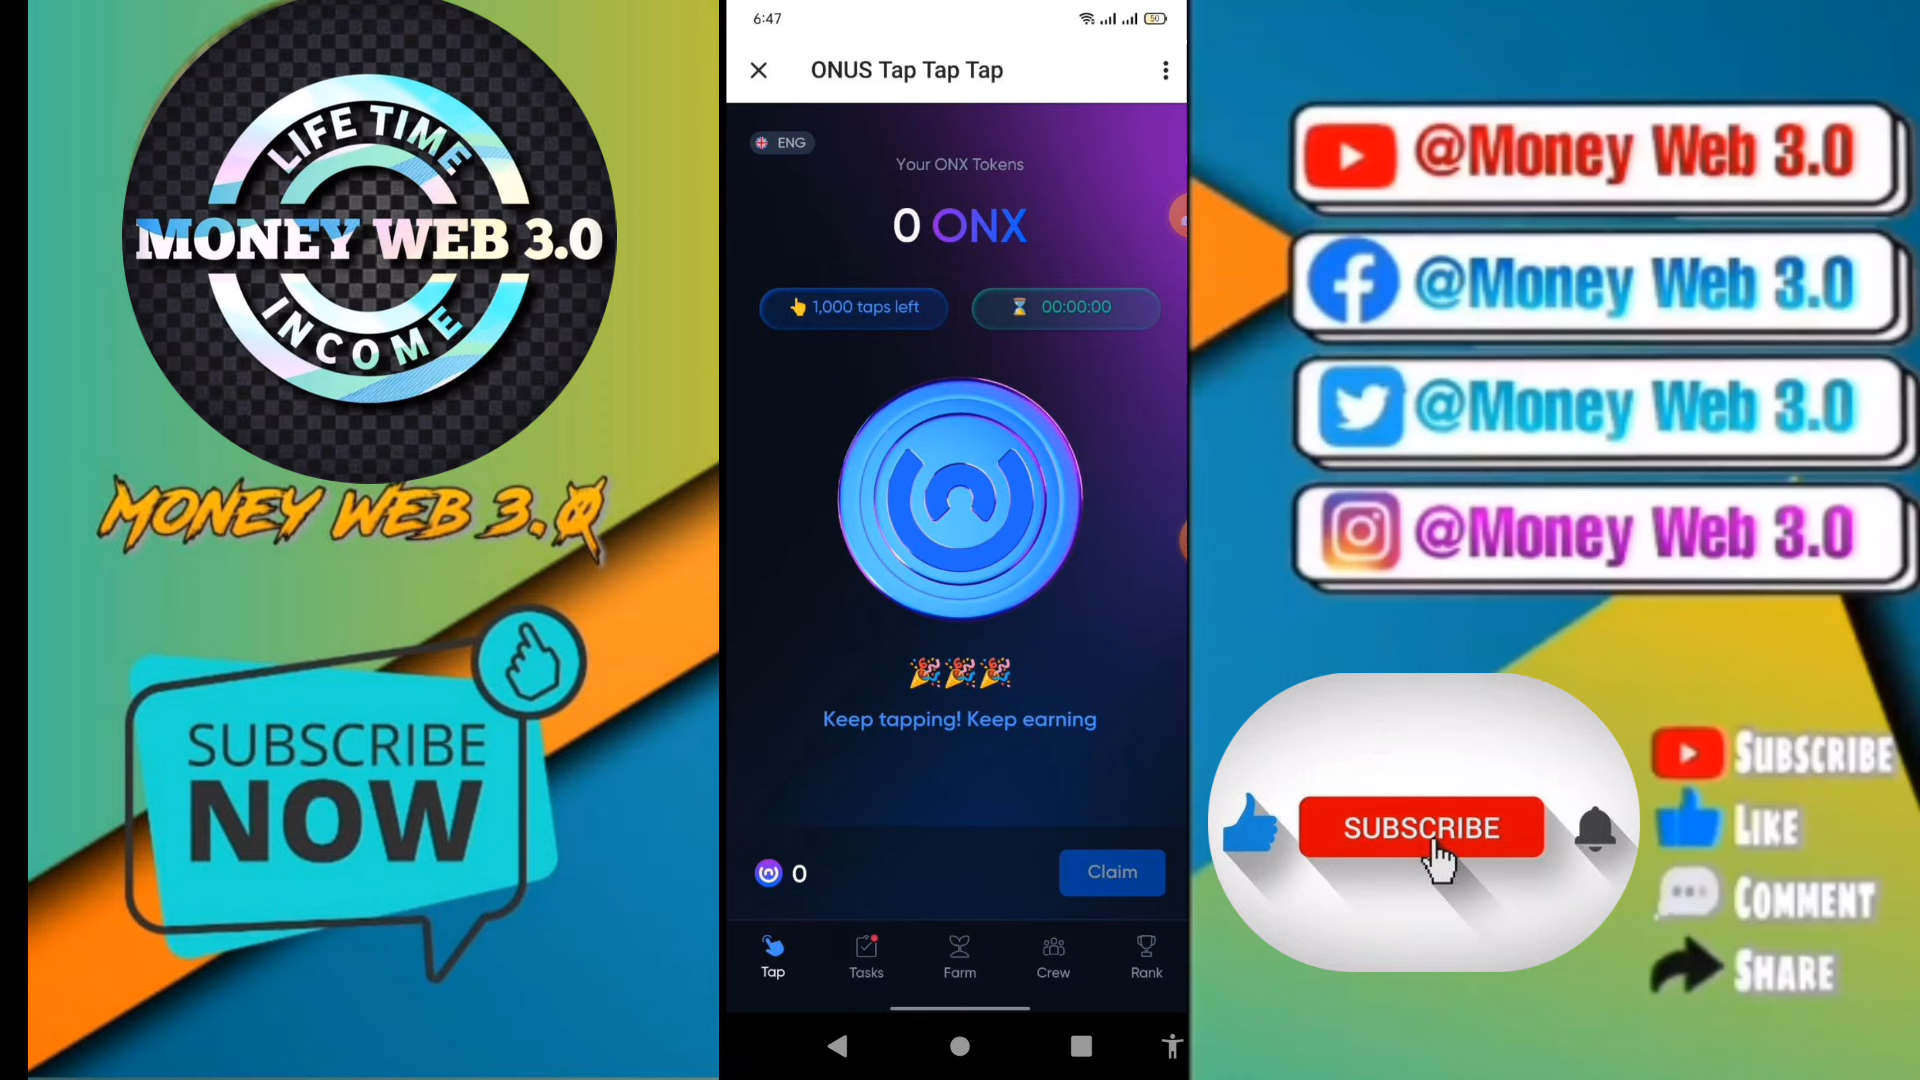 LIFE TIME
MONEY WEB 3.0
INCOME
MONEY WEB 3.0
SUBSCRIBE
NOW
6:47
50
ONUS Tap Tap Tap
ENG
Your ONX Tokens
0 ONX
1,000 taps left
00:00:00
Keep tapping! Keep earning
0
Claim
Tap
Tasks
Farm
Crew
Rank
@Money Web 3.0
@Money Web 3.0
@Money Web 3.0
@Money Web 3.0
SUBSCRIBE
SUBSCRIBE
LIKE
COMMENT
SHARE